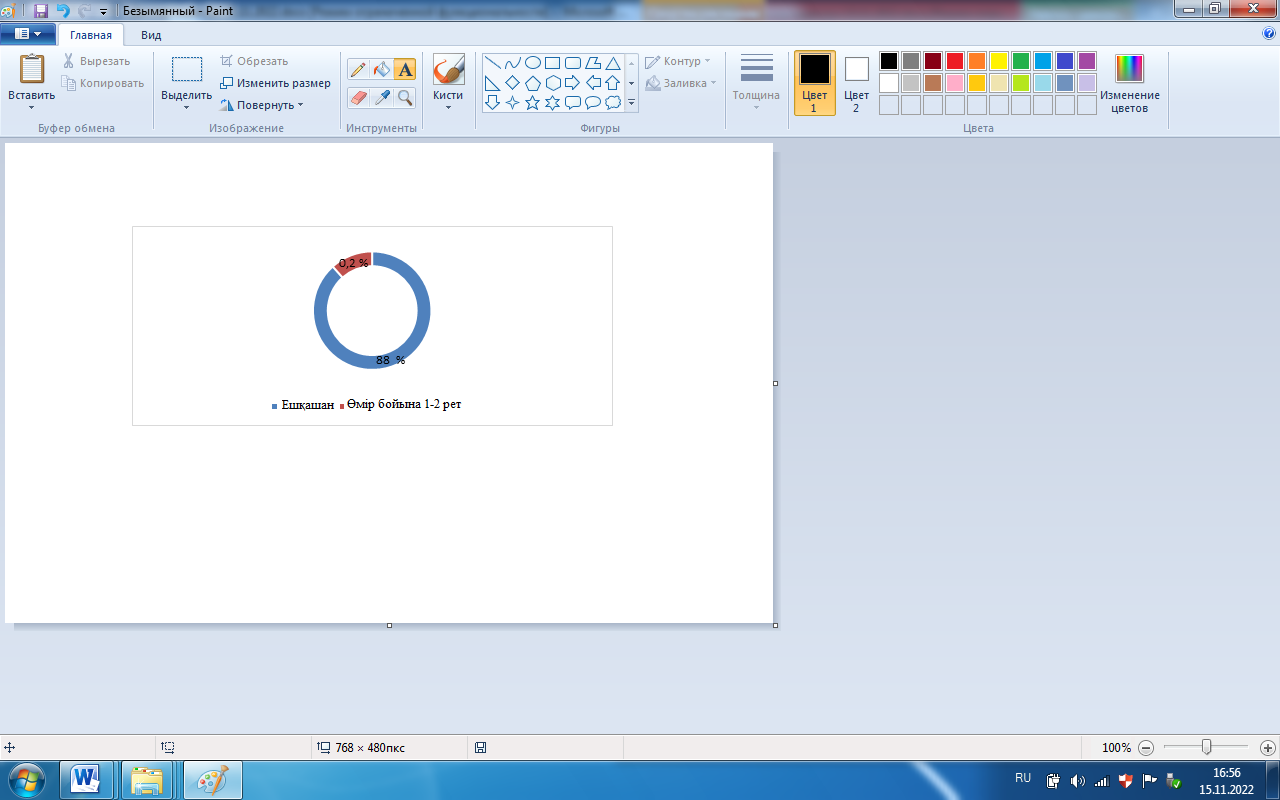 Безымянный - Paint
Главная Вид
Вставить
Вырезать
Копировать
Буфер обмена
Выделить
Обрезать
Изменить размер
Повернуть
Изображение
Инструменты
Кисти
Фигуры
Контур
Заливка
Толщина
Цвет 1
Цвет 2
Изменение цветов
Цвета
0,2 %
88 %
Ешқашан Өмір бойына 1-2 рет
768 × 480пкс
100%
RU
16:56
15.11.2022